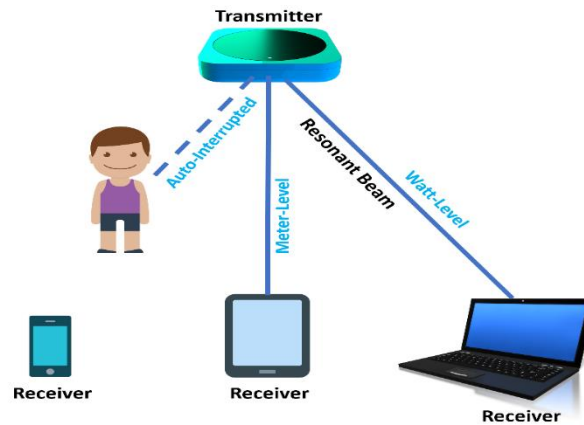 Transmitter
Auto-Interrupted
Meter-Level
Resonant Beam
Watt-Level
Receiver
Receiver
Receiver